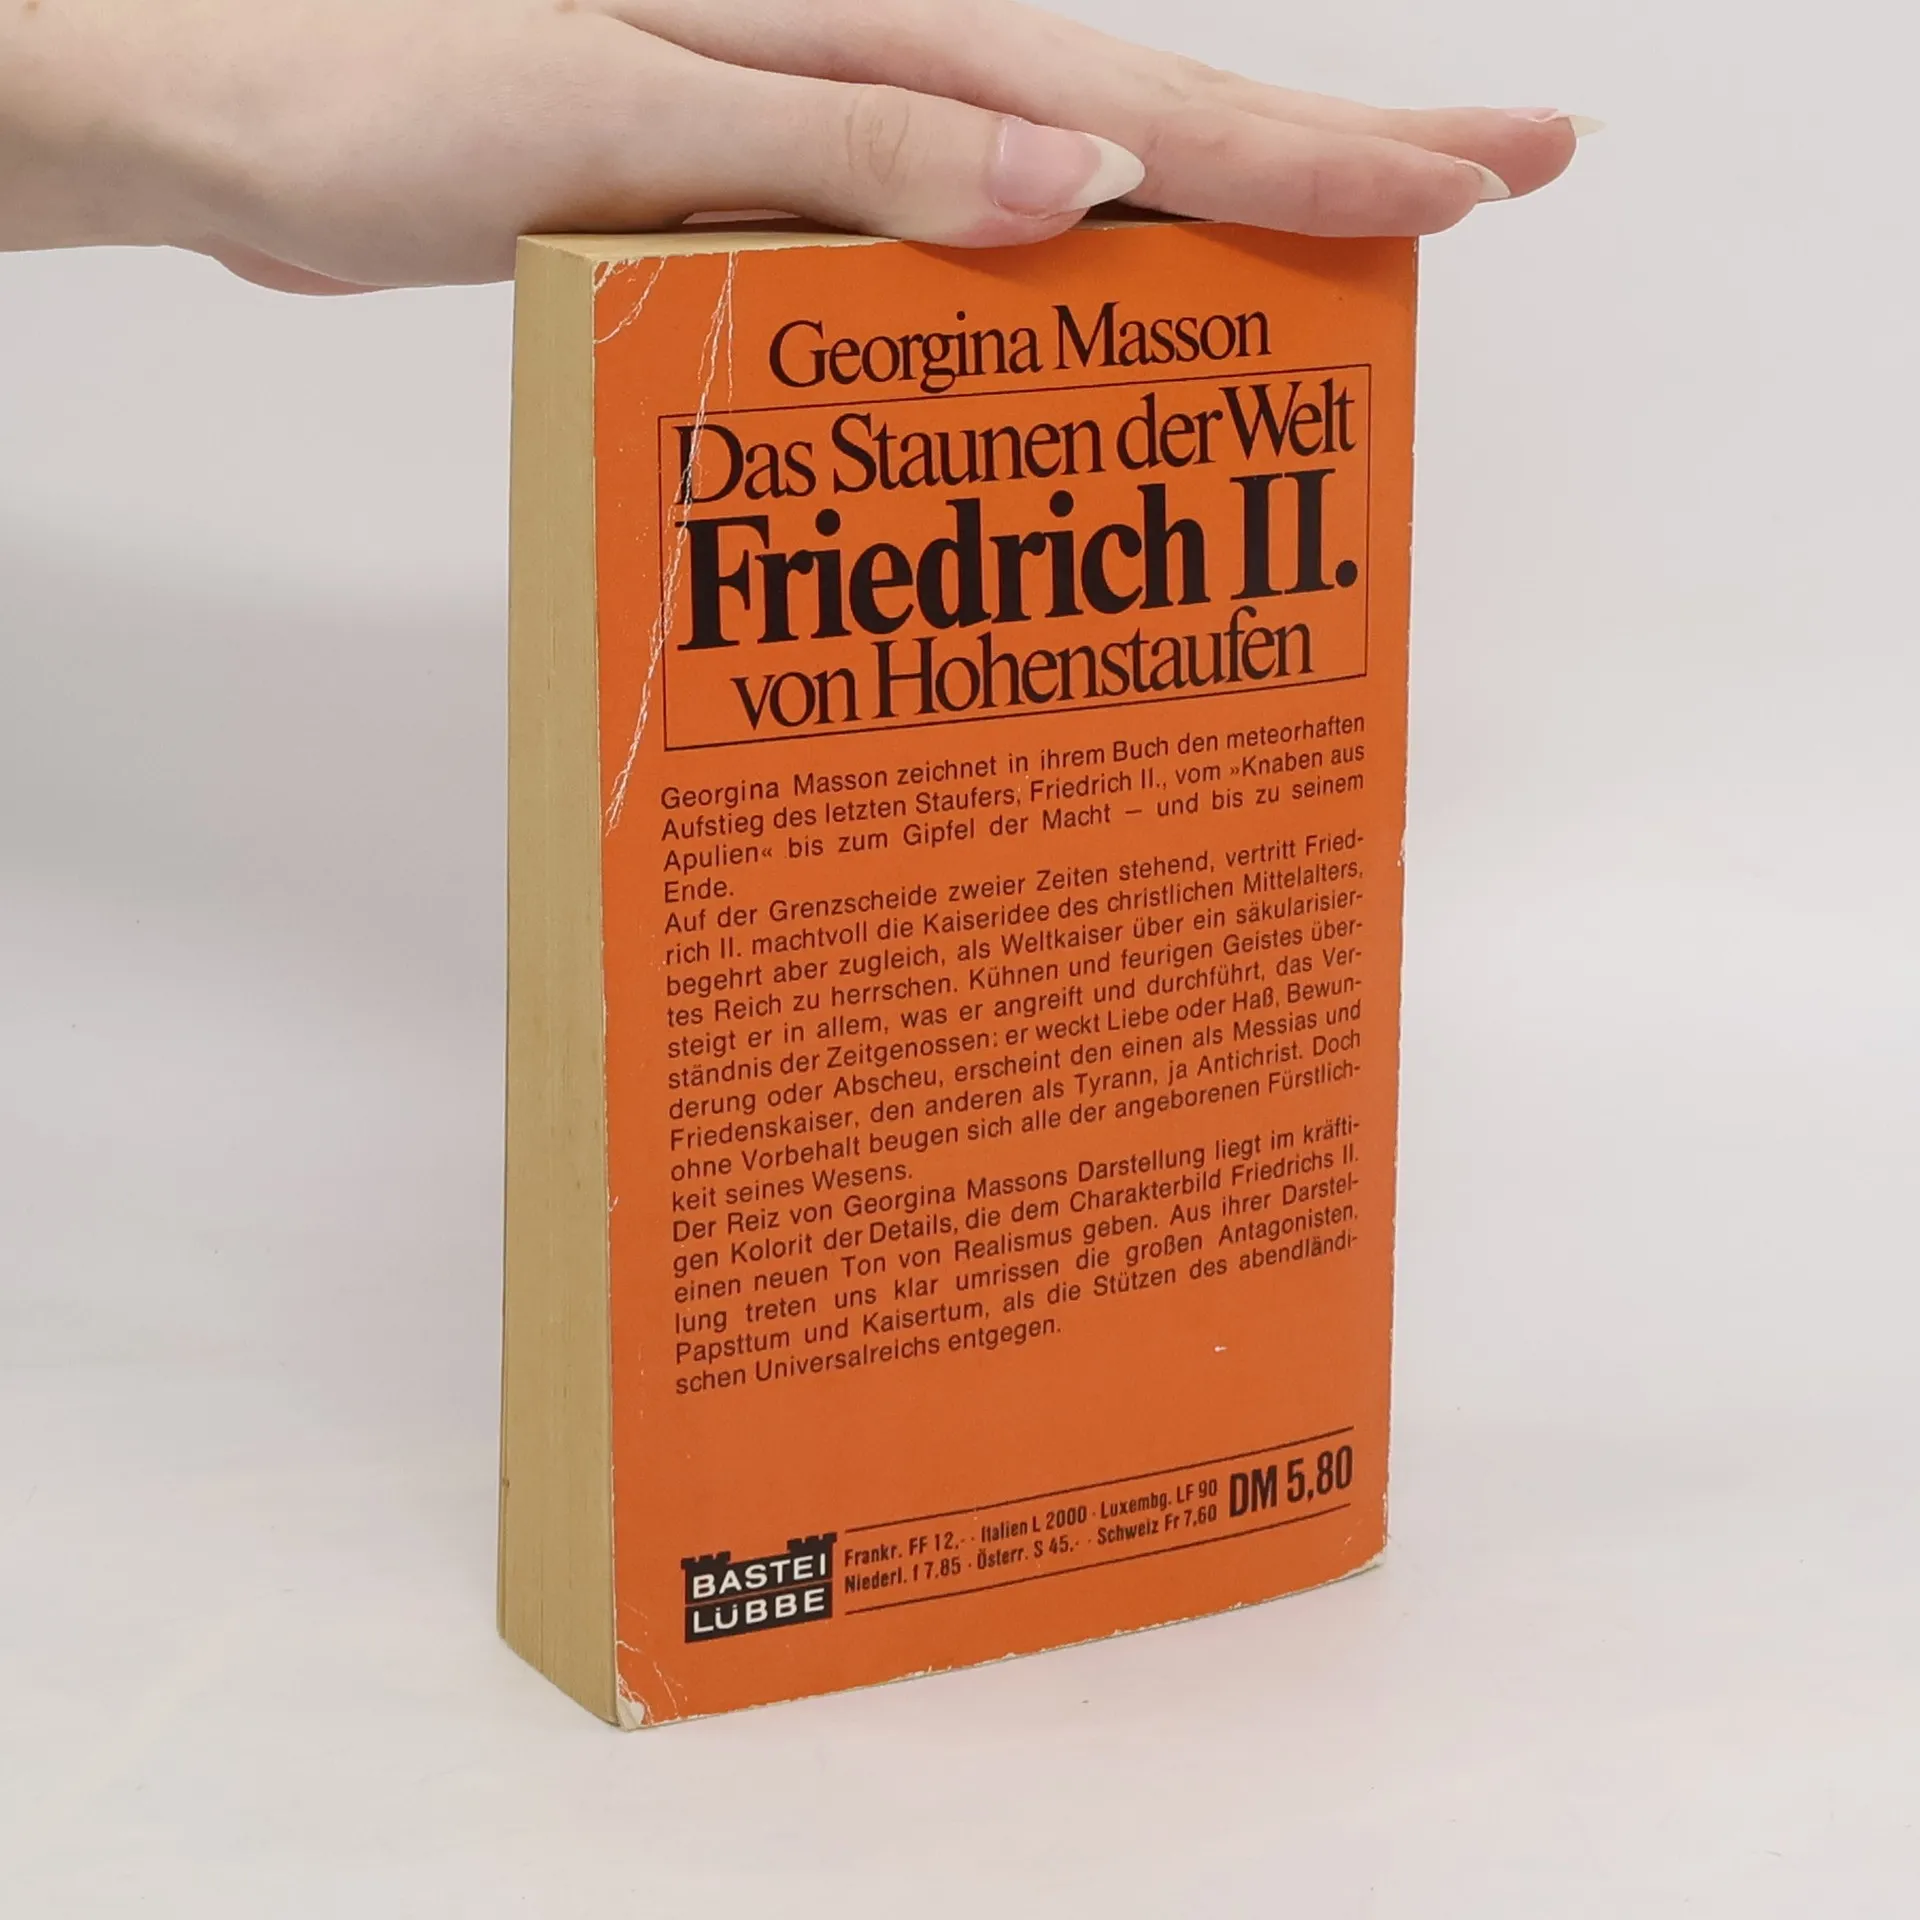 Georgina Masson
Das Staunen der Welt
Friedrich II.
von Hohenstaufen
Georgina Masson zeichnet in ihrem Buch den meteorhaften
Aufstieg des letzten Staufers, Friedrich II., vom »Knaben aus
Apulien« bis zum Gipfel der Macht – und bis zu seinem
Ende.
Auf der Grenzscheide zweier Zeiten stehend, vertritt Fried-
rich II. machtvoll die Kaiseridee des christlichen Mittelalters,
begehrt aber zugleich, als Weltkaiser über ein säkularisier-
tes Reich zu herrschen. Kühnen und feurigen Geistes über-
steigt er in allem, was er angreift und durchführt, das Ver-
ständnis der Zeitgenossen: er weckt Liebe oder Haß, Bewun-
derung oder Abscheu, erscheint den einen als Messias und
Friedenskaiser, den anderen als Tyrann, ja Antichrist. Doch
ohne Vorbehalt beugen sich alle der angeborenen Fürstlich-
keit seines Wesens.
Der Reiz von Georgina Massons Darstellung liegt im kräfti-
gen Kolorit der Details, die dem Charakterbild Friedrichs II.
einen neuen Ton von Realismus geben. Aus ihrer Darstel-
lung treten uns klar umrissen die großen Antagonisten,
Papsttum und Kaisertum, als die Stützen des abendländi-
schen Universalreichs entgegen.
BASTEI
LÜBBE
Frankr. FF 12,- · Italien L 2000 · Luxembg. LF 90
Niederl. f 7.85 · Österr. S 45,- · Schweiz Fr 7,60
DM 5,80